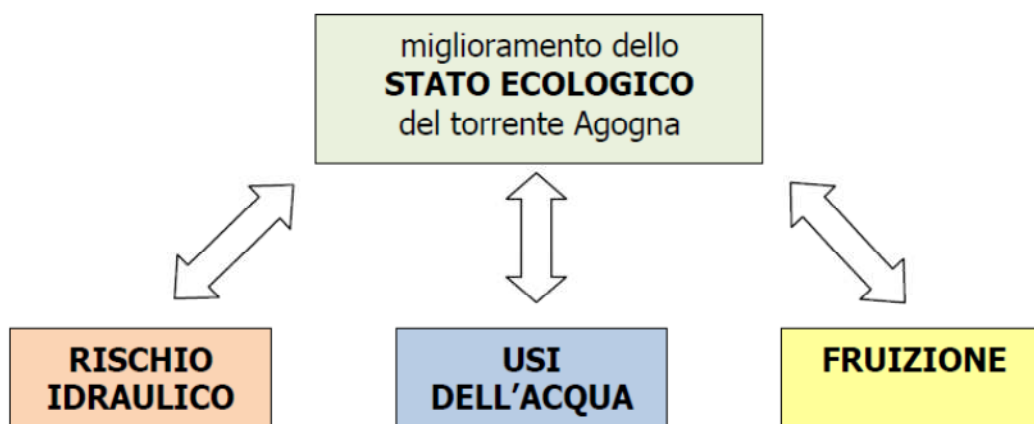 miglioramento dello
STATO ECOLOGICO
del torrente Agogna
RISCHIO
IDRAULICO
USI
DELL'ACQUA
FRUIZIONE